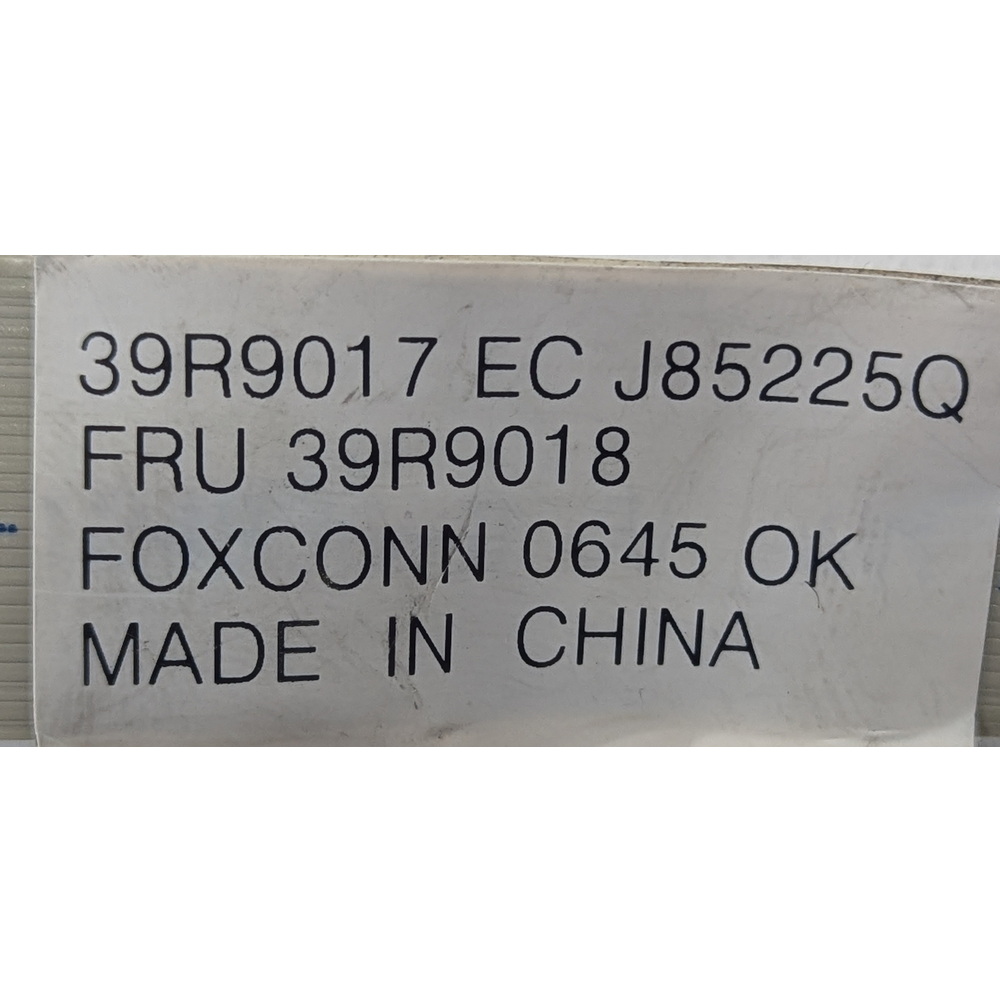 39R9017 EC J85225Q
FRU 39R9018
FOXCONN 0645 OK
MADE IN CHINA